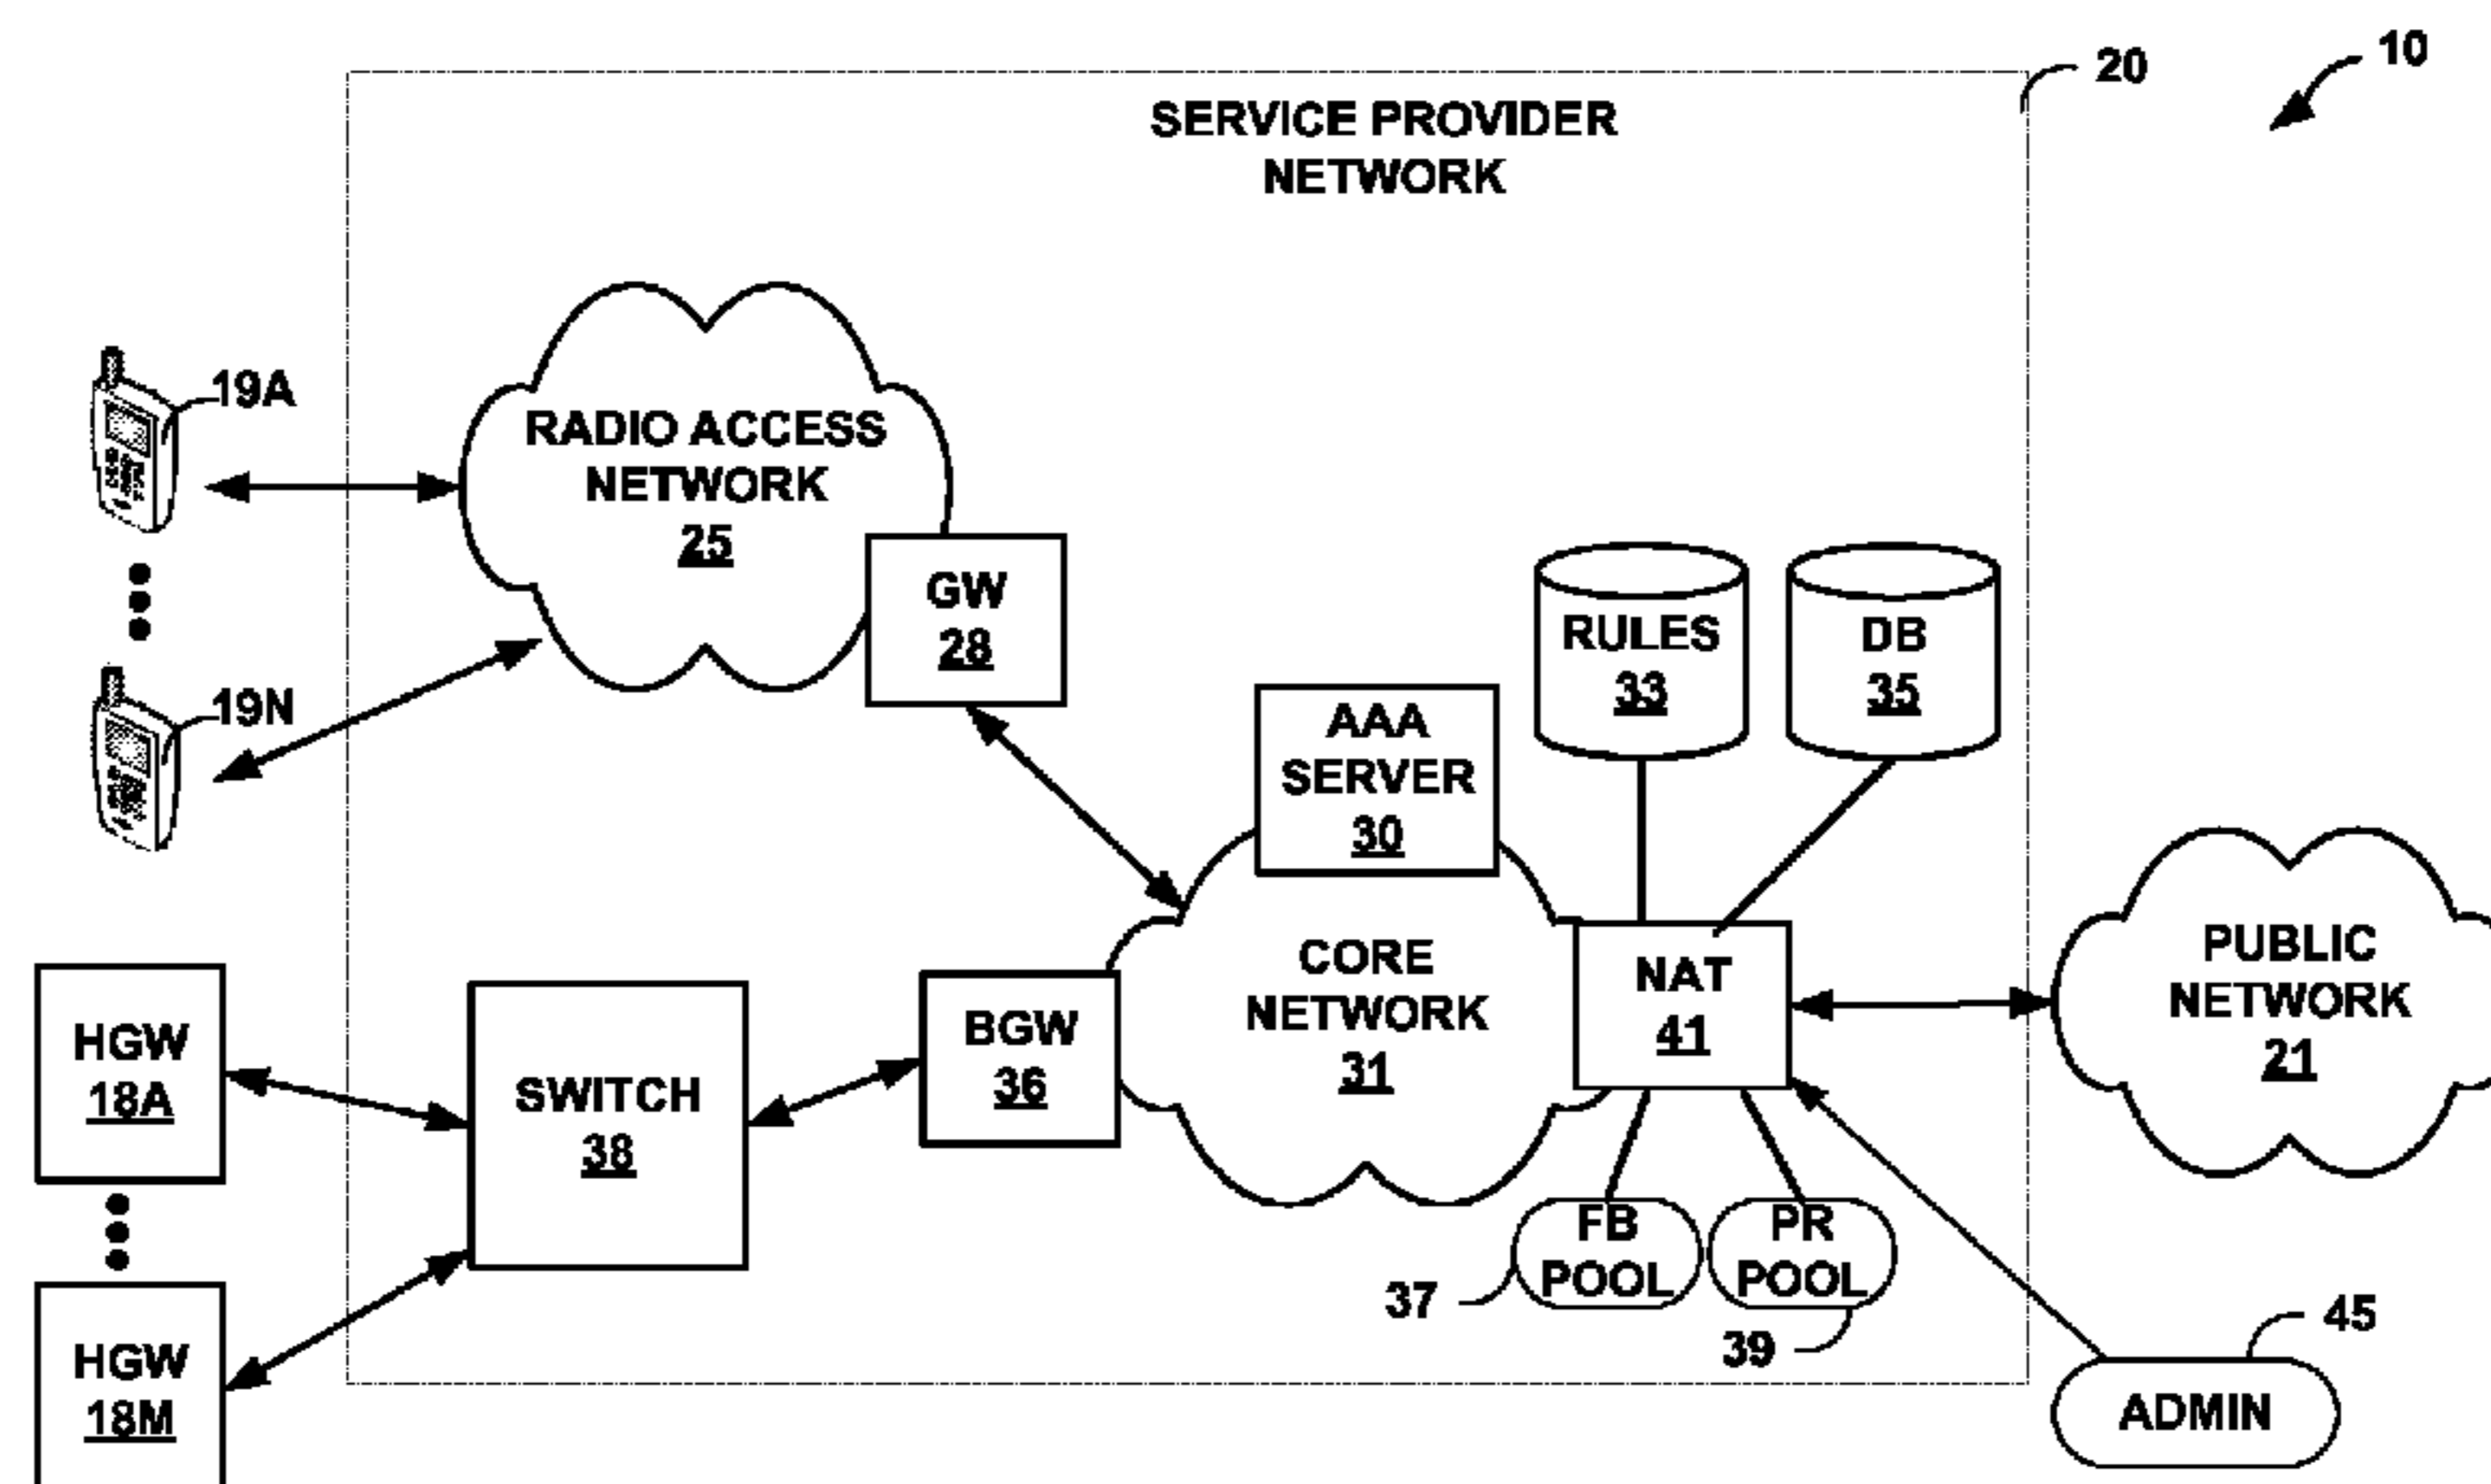 10
20
SERVICE PROVIDER
NETWORK
19A
RADIO ACCESS
NETWORK
25
GW
28
19N
RULES
33
DB
35
AAA
SERVER
30
CORE
NETWORK
31
NAT
41
PUBLIC
NETWORK
21
HGW
18A
SWITCH
38
BGW
36
FB
POOL
37
PR
POOL
39
HGW
18M
45
ADMIN